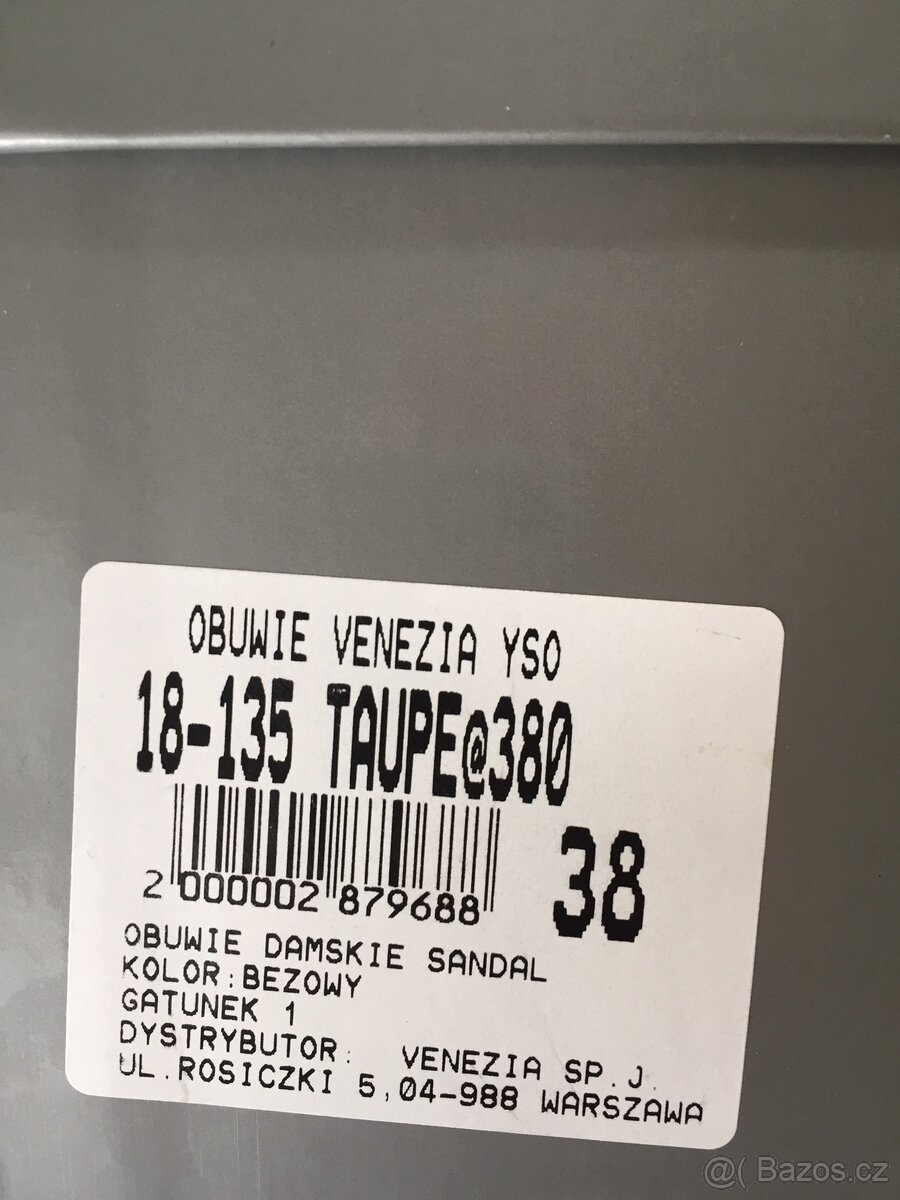 OBUWIE VENEZIA YSO
18-135 TAUPE@380
38
2 000002 879688
OBUWIE DAMSKIE SANDAL
KOLOR:BEZOWY
GATUNEK 1
DYSTRYBUTOR: VENEZIA SP.J.
UL.ROSICZKI 5,04-988 WARSZAWA
@( Bazos.cz